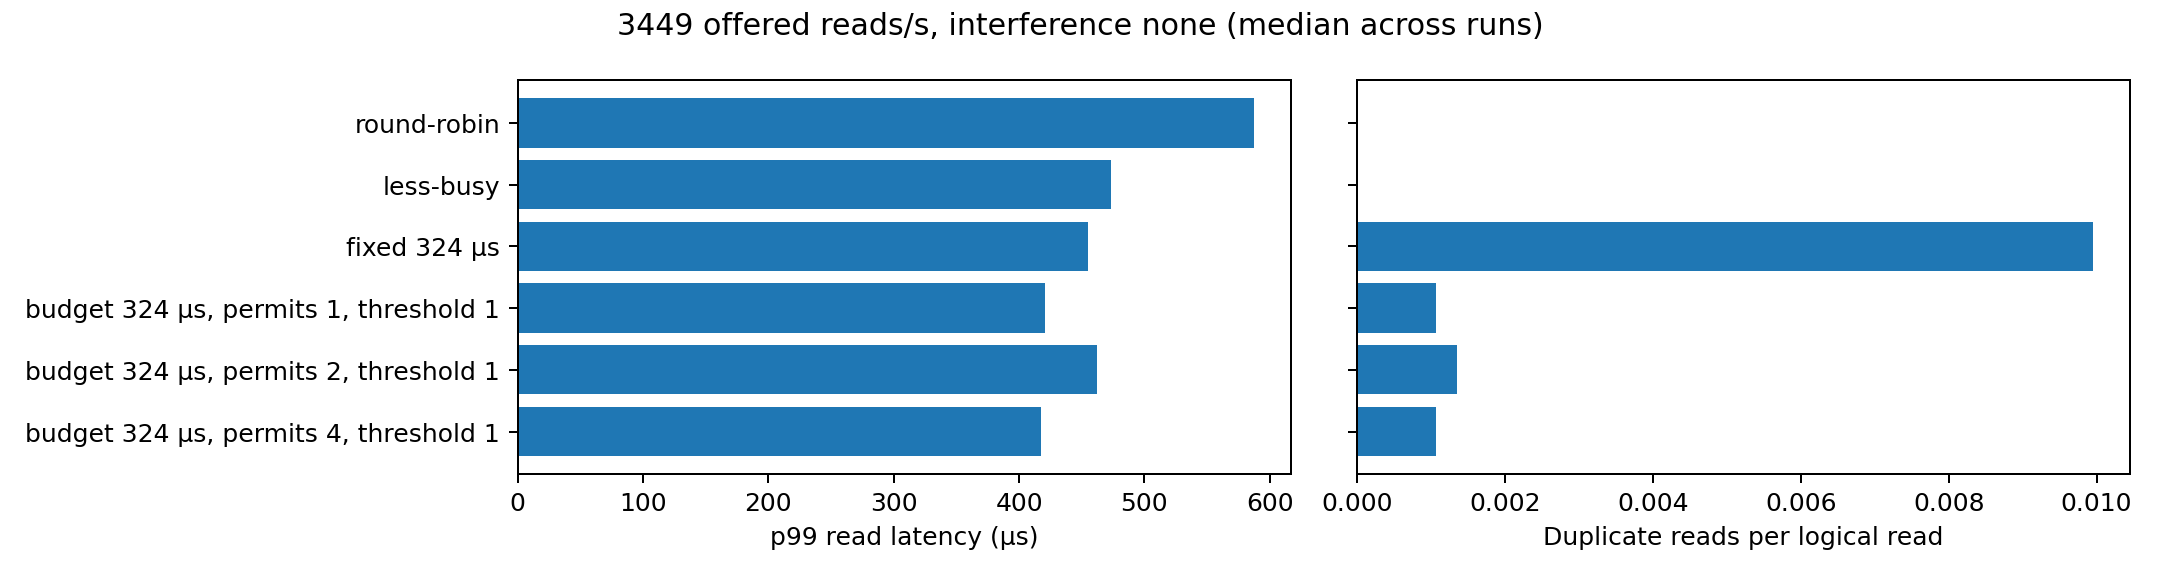 3449 offered reads/s, interference none (median across runs)
round-robin
less-busy
fixed 324 μs
budget 324 μs, permits 1, threshold 1
budget 324 μs, permits 2, threshold 1
budget 324 μs, permits 4, threshold 1
0 100 200 300 400 500 600
p99 read latency (μs)
0.000 0.002 0.004 0.006 0.008 0.010
Duplicate reads per logical read